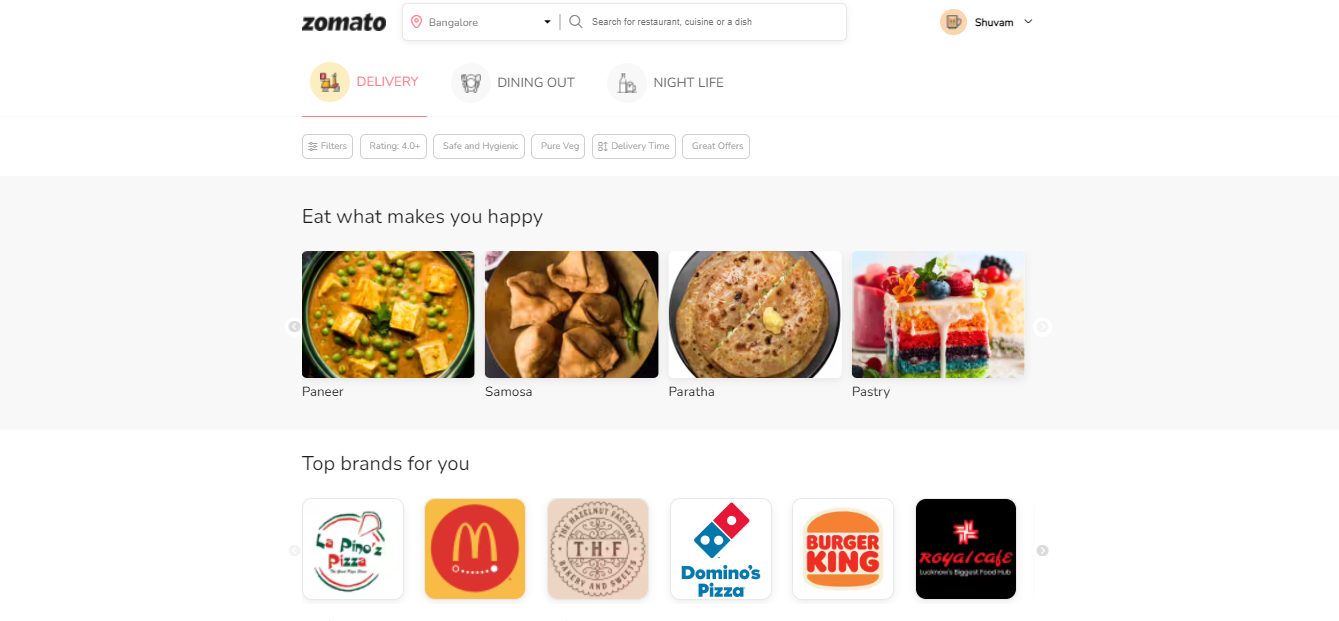 zomato
Bangalore
Search for restaurant, cuisine or a dish
Shuvam
DELIVERY
DINING OUT
NIGHT LIFE
Filters
Rating: 4.0+
Safe and Hygienic
Pure Veg
Delivery Time
Great Offers
Eat what makes you happy
Paneer
Samosa
Paratha
Pastry
Top brands for you
La Pino'z
Pizza
THE HAZELNUT FACTORY
T·H·F
BAKERY AND SWEETS
Domino's
Pizza
BURGER
KING
Royal Cafe
Lucknow's Biggest Food Hub